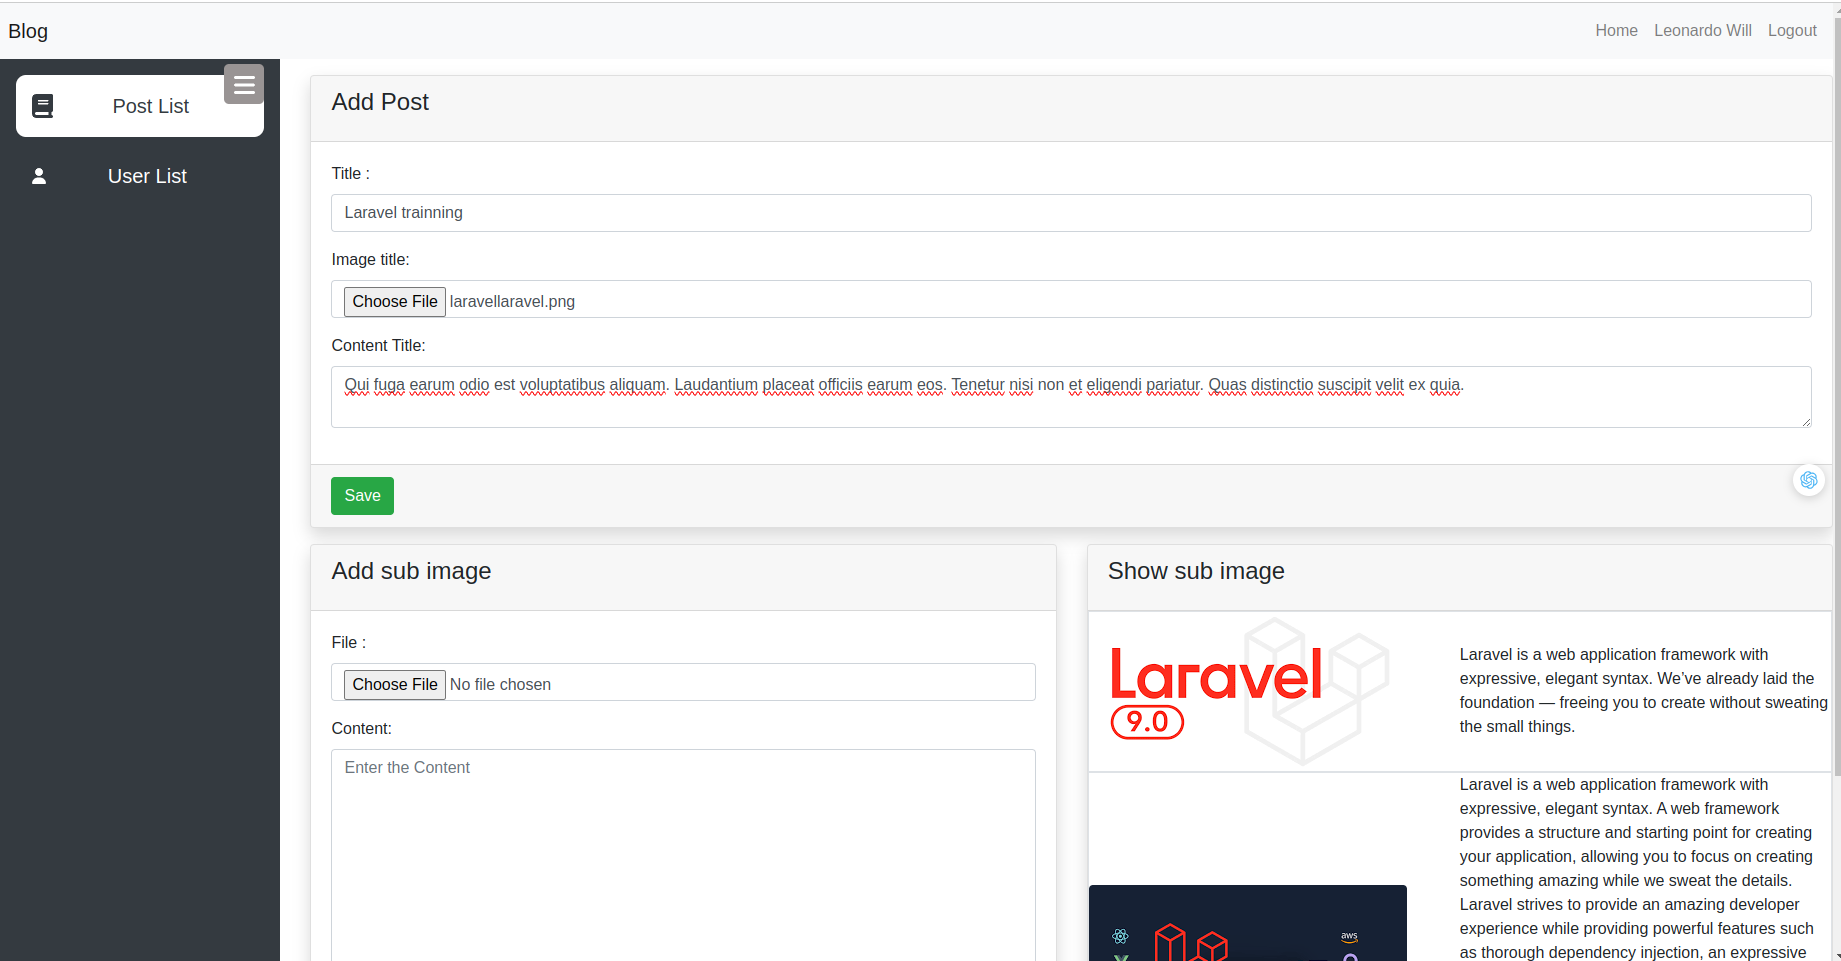 Blog
Home Leonardo Will Logout
Post List
User List
Add Post
Title :
Laravel trainning
Image title:
Choose File laravellaravel.png
Content Title:
Qui fuga earum odio est voluptatibus aliquam. Laudantium placeat officiis earum eos. Tenetur nisi non et eligendi pariatur. Quas distinctio suscipit velit ex quia.
Save
Add sub image
File :
Choose File No file chosen
Content:
Enter the Content
Show sub image
Laravel
9.0
Laravel is a web application framework with
expressive, elegant syntax. We’ve already laid the
foundation — freeing you to create without sweating
the small things.
Laravel is a web application framework with
expressive, elegant syntax. A web framework
provides a structure and starting point for creating
your application, allowing you to focus on creating
something amazing while we sweat the details.
Laravel strives to provide an amazing developer
experience while providing powerful features such
as thorough dependency injection, an expressive
aws